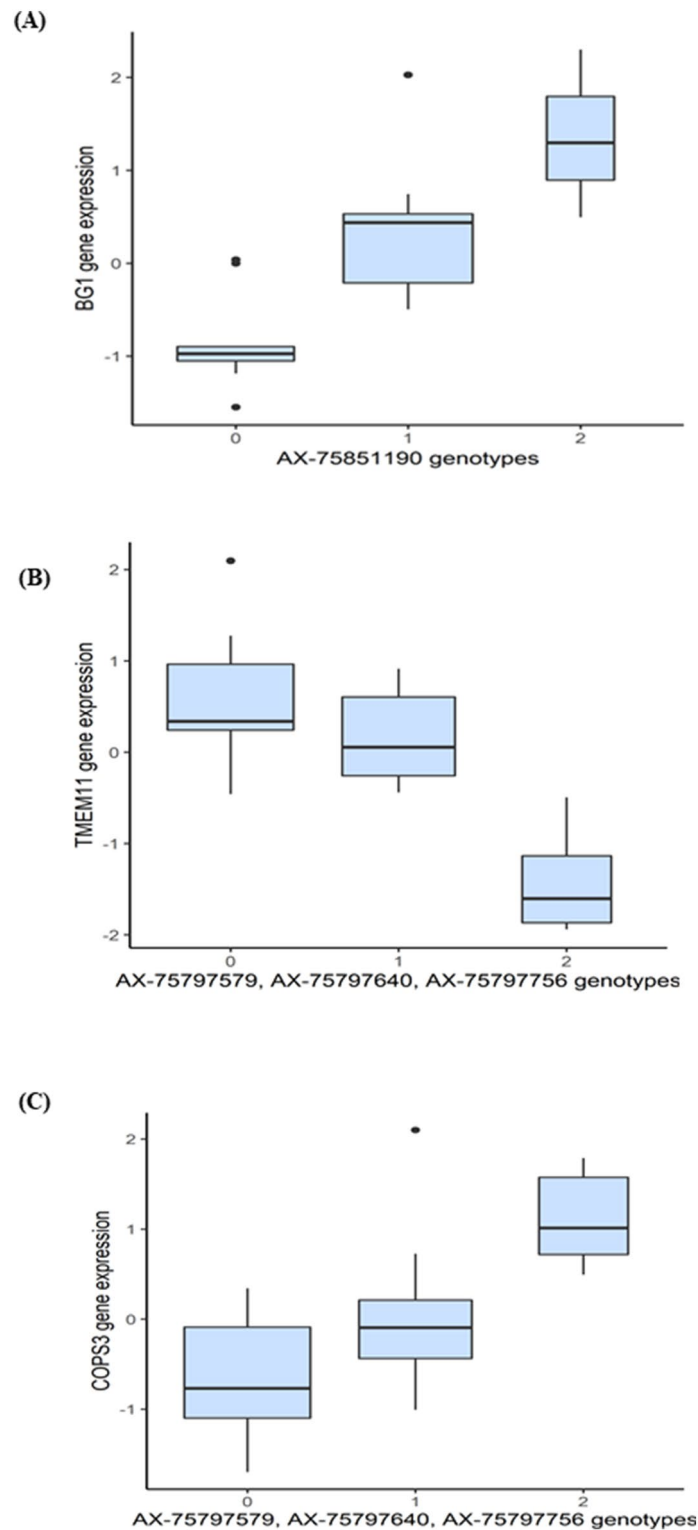 (A)
BG1 gene expression
2
1
0
-1
0 1 2
AX-75851190 genotypes
(B)
TMEM11 gene expression
2
1
0
-1
-2
0 1 2
AX-75797579, AX-75797640, AX-75797756 genotypes
(C)
COPS3 gene expression
2
1
0
-1
0 1 2
AX-75797579, AX-75797640, AX-75797756 genotypes